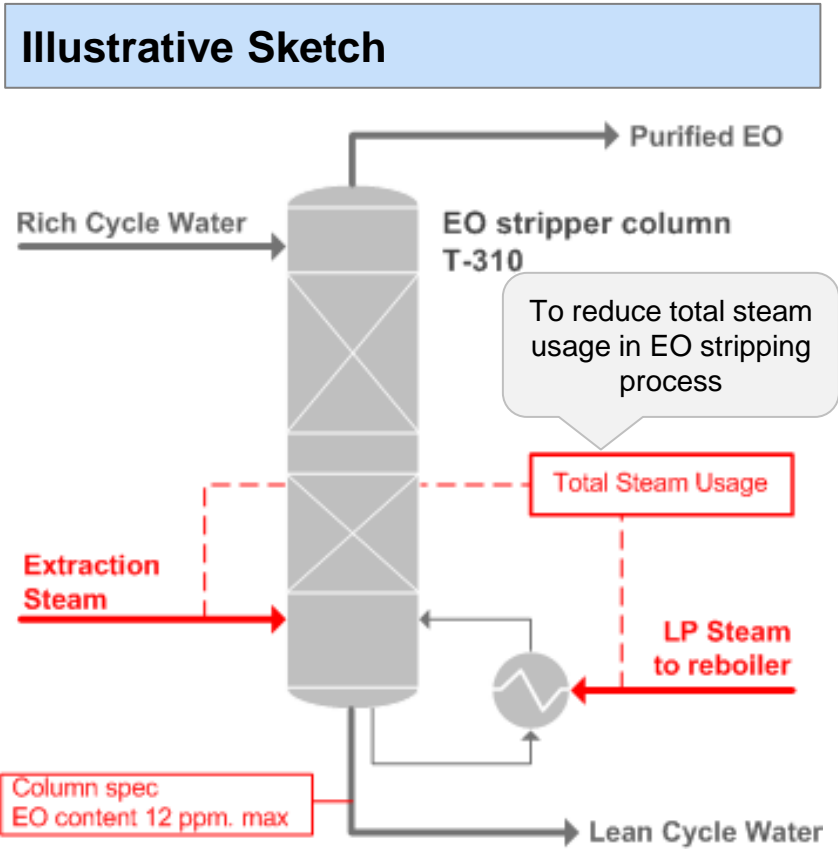 Illustrative Sketch
Purified EO
Rich Cycle Water
EO stripper column
T-310
To reduce total steam
usage in EO stripping
process
Total Steam Usage
Extraction
Steam
LP Steam
to reboiler
Column spec
EO content 12 ppm. max
Lean Cycle Water